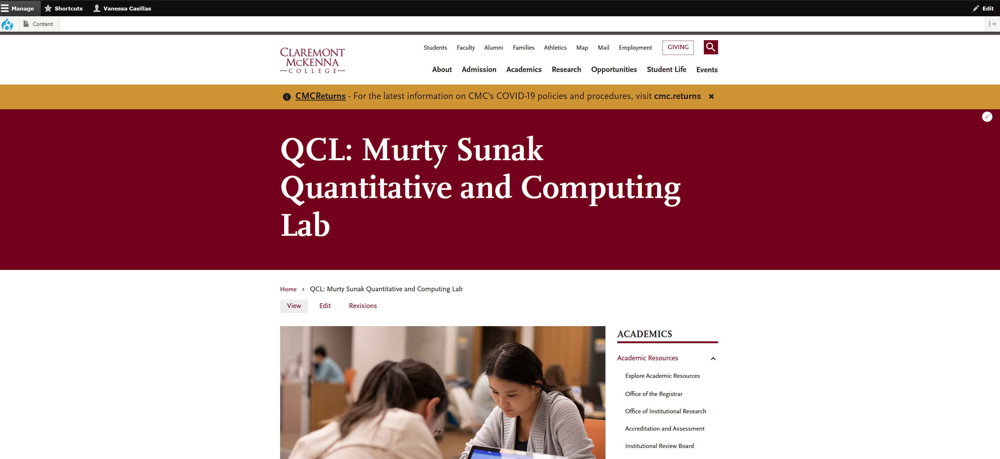 Manage Shortcuts Vanessa Casillas Edit
Content
Students Faculty Alumni Families Athletics Map Mail Employment GIVING
CLAREMONT
MCKENNA
COLLEGE
About Admission Academics Research Opportunities Student Life Events
CMCReturns - For the latest information on CMC’s COVID-19 policies and procedures, visit cmc.returns
QCL: Murty Sunak
Quantitative and Computing
Lab
Home › QCL: Murty Sunak Quantitative and Computing Lab
View Edit Revisions
ACADEMICS
Academic Resources
Explore Academic Resources
Office of the Registrar
Office of Institutional Research
Accreditation and Assessment
Institutional Review Board